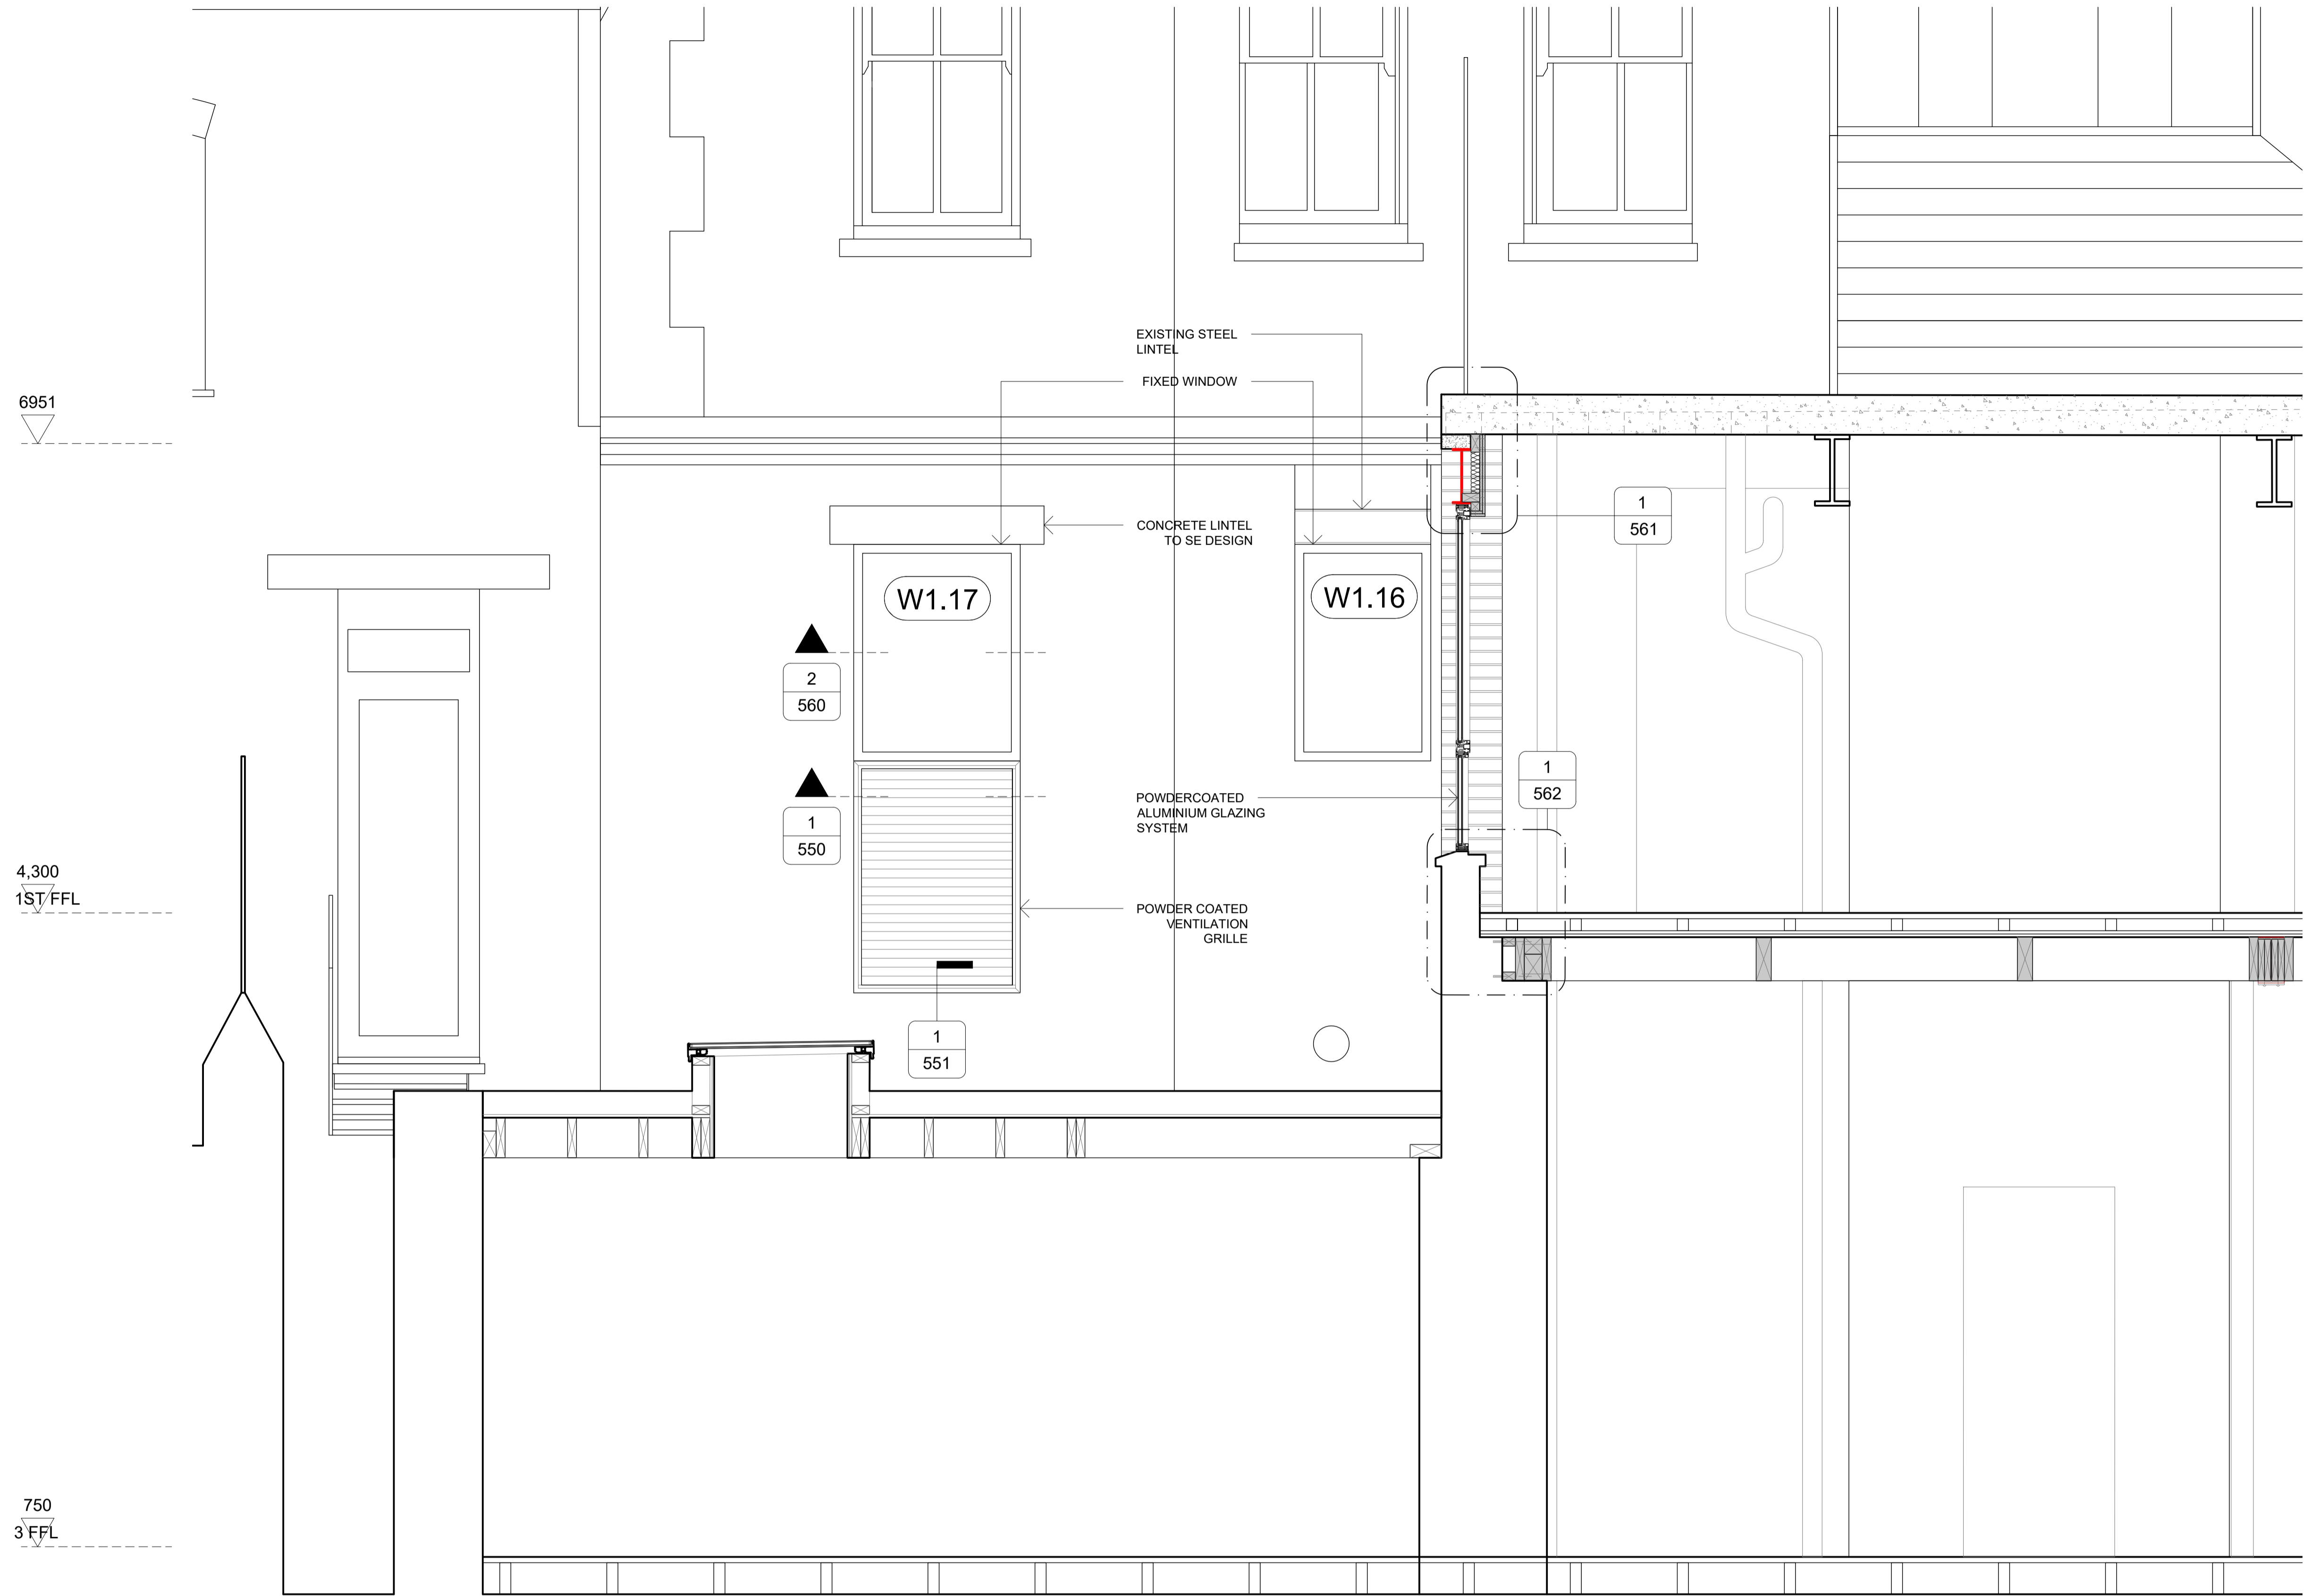 EXISTING STEEL
LINTEL
FIXED WINDOW
6951
1
561
CONCRETE LINTEL
TO SE DESIGN
W1.17
W1.16
2
560
1
562
POWDERCOATED
ALUMINIUM GLAZING
SYSTEM
1
550
4,300
1ST FFL
POWDER COATED
VENTILATION
GRILLE
1
551
750
3 FFL